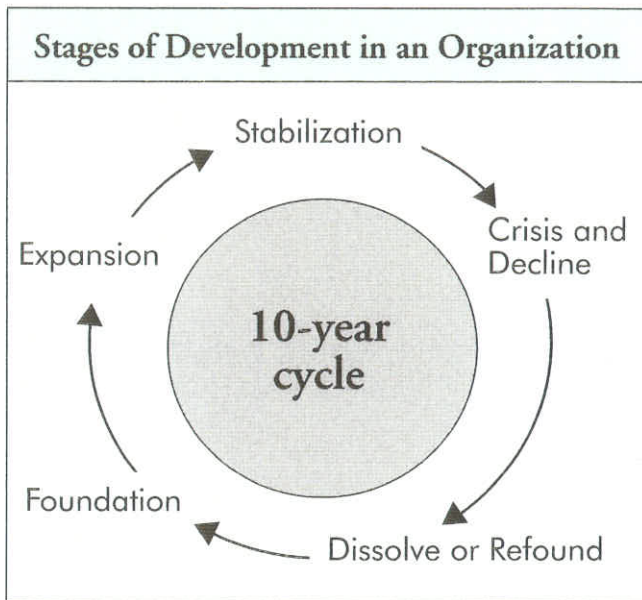 Stages of Development in an Organization
Stabilization
Crisis and
Decline
Expansion
10-year
cycle
Foundation
Dissolve or Refound